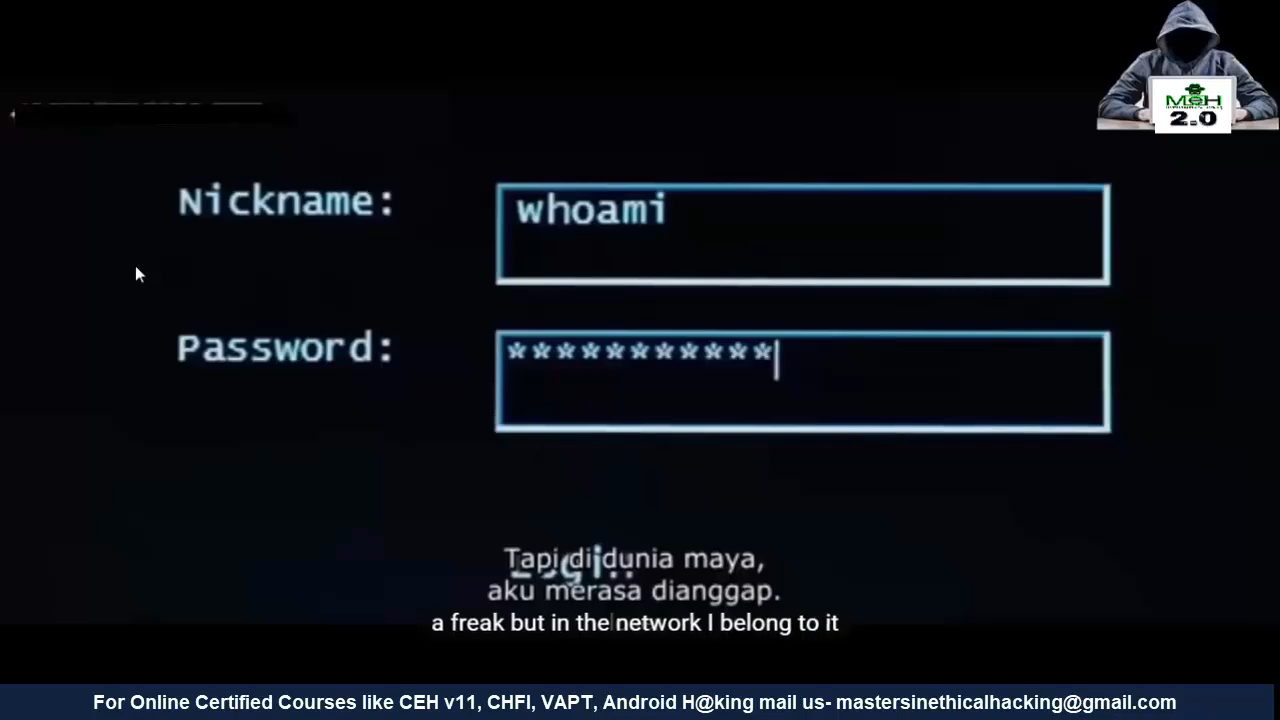 MEH
2.0
Nickname:
whoami
Password:
***********
Login..
Tapi di dunia maya,
aku merasa dianggap.
a freak but in the network I belong to it
For Online Certified Courses like CEH v11, CHFI, VAPT, Android H@king mail us- mastersinethicalhacking@gmail.com